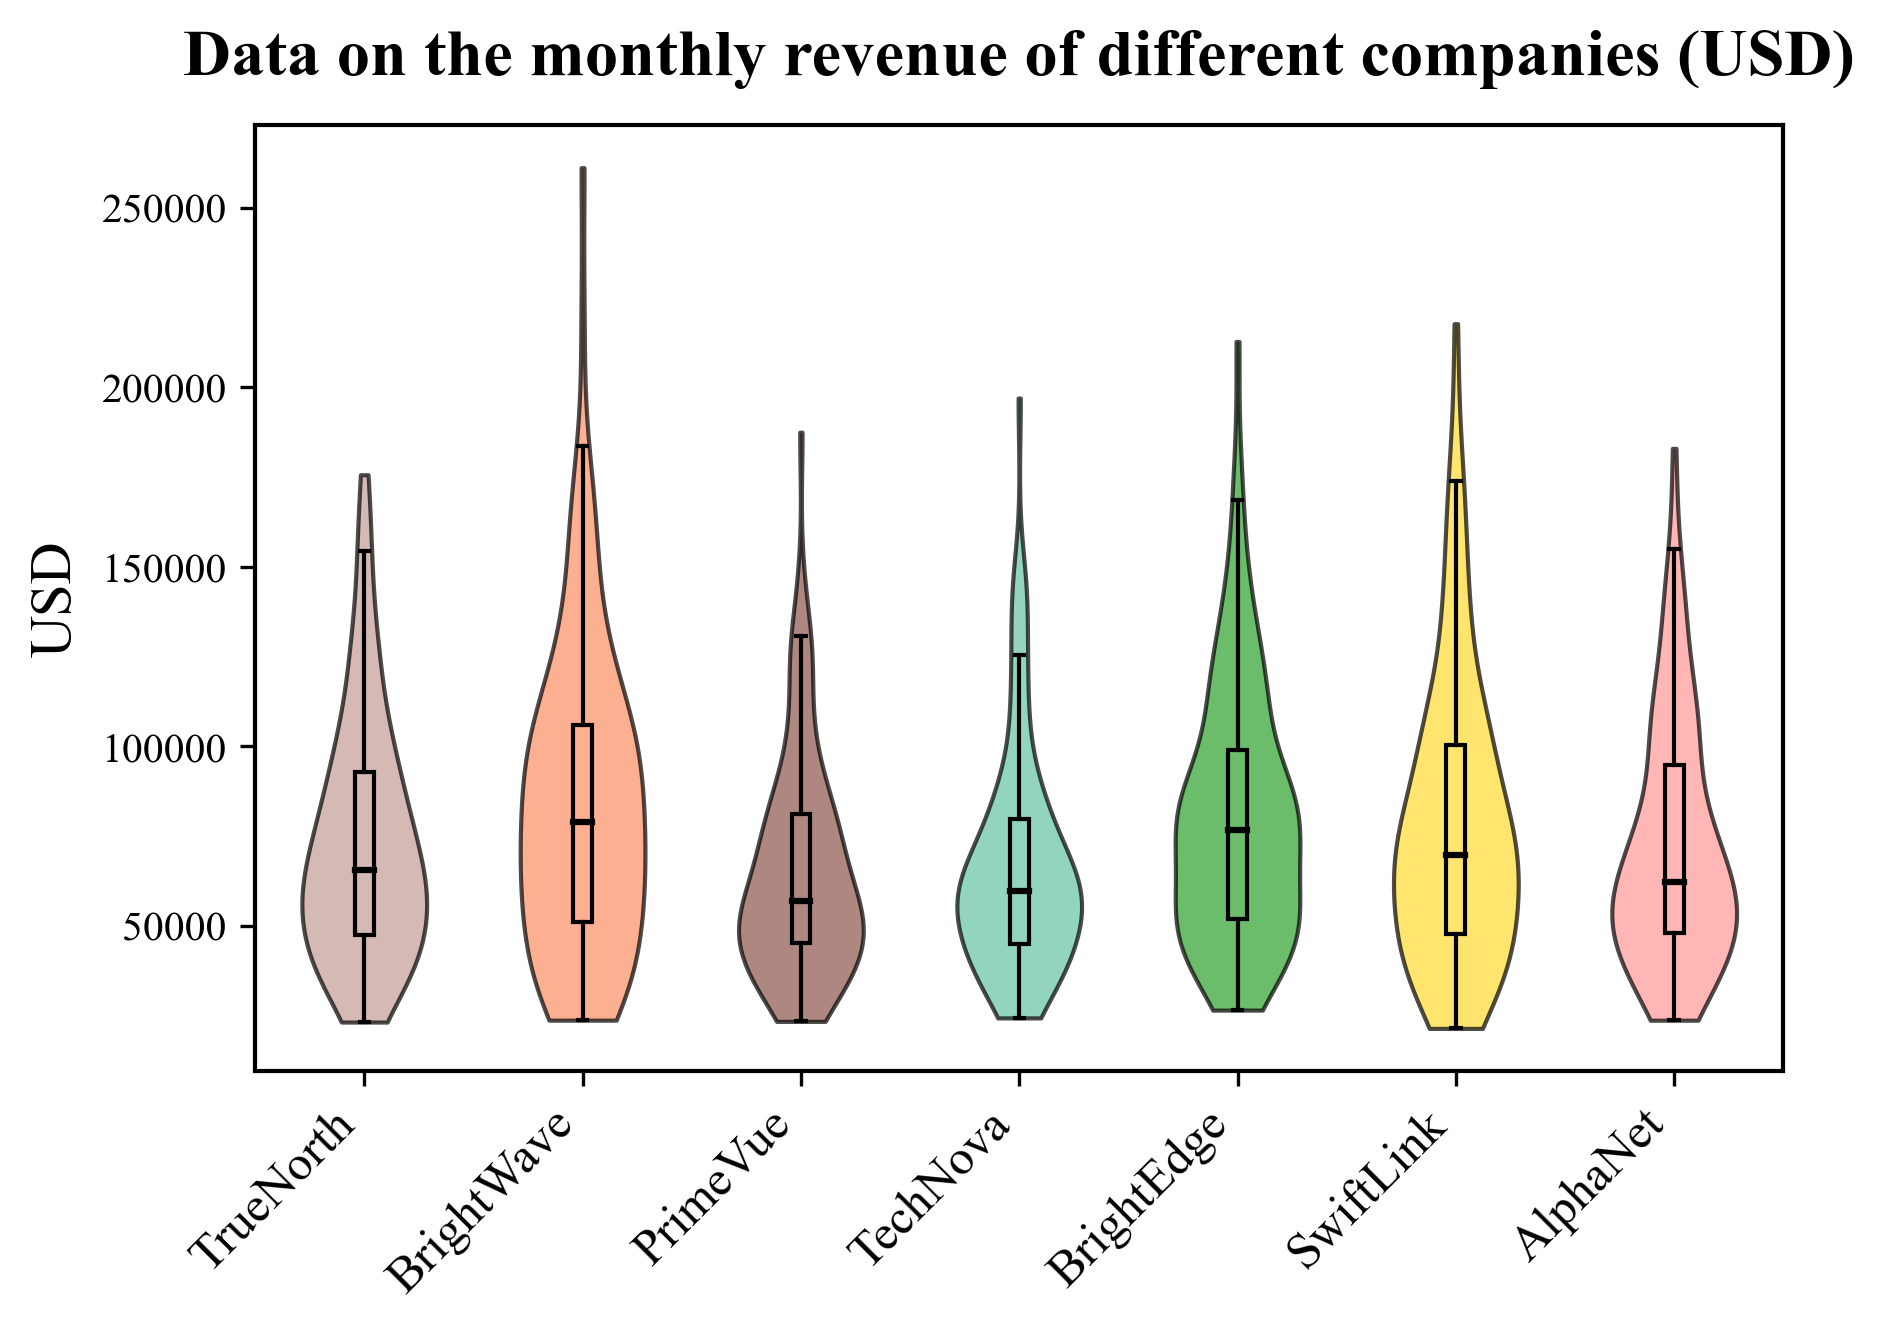 Data on the monthly revenue of different companies (USD)
USD
250000
200000
150000
100000
50000
TrueNorth
BrightWave
PrimeVue
TechNova
BrightEdge
SwiftLink
AlphaNet